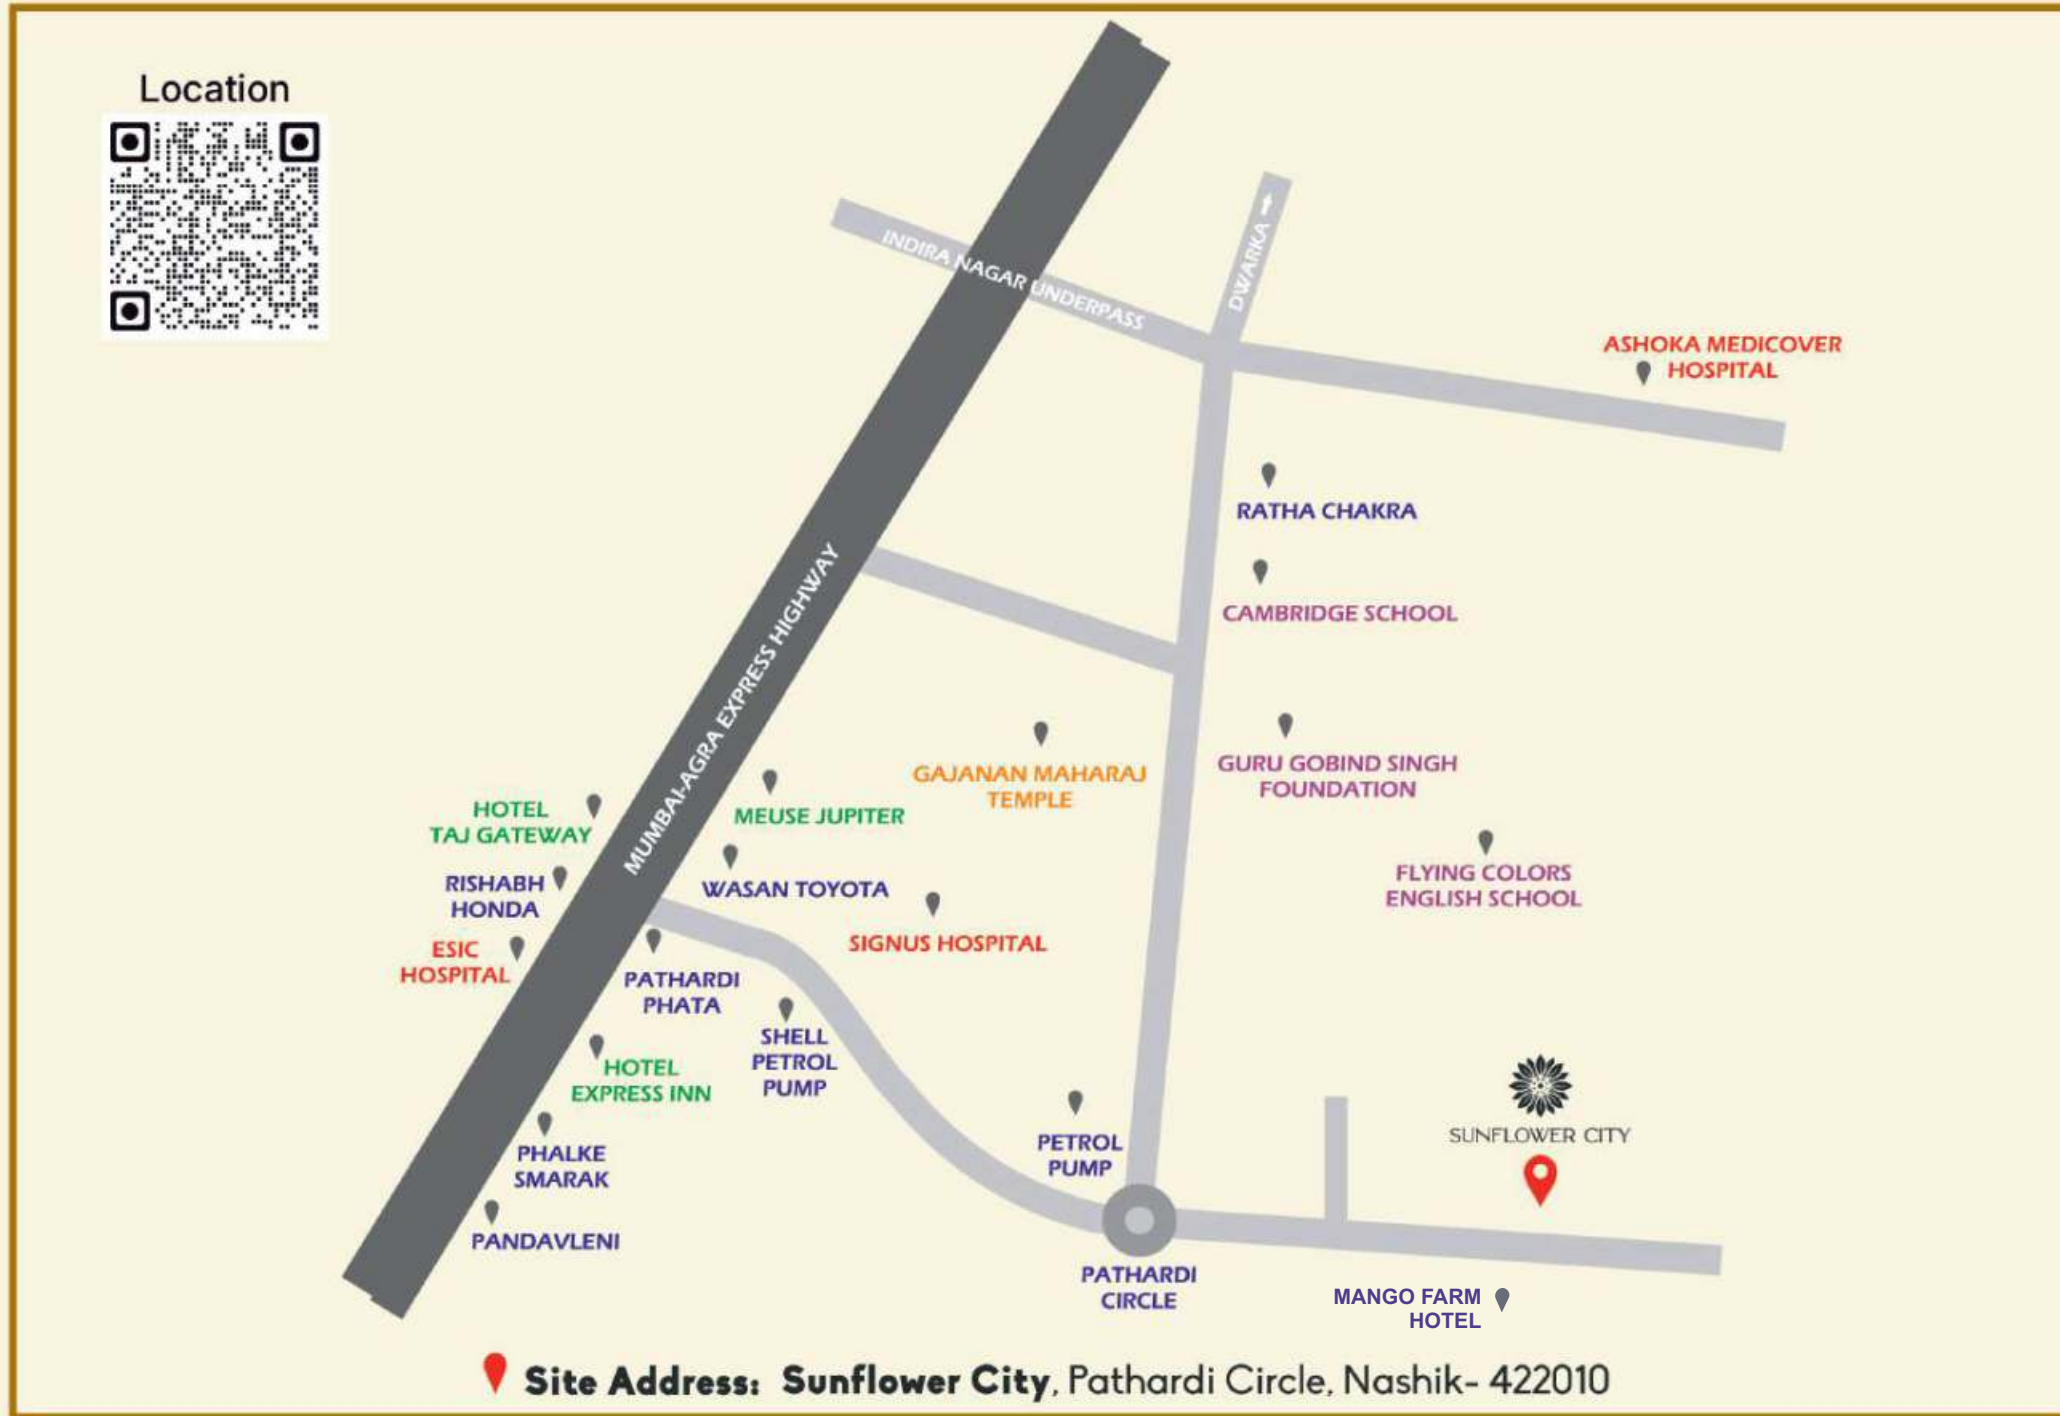 Location
INDIRA NAGAR UNDERPASS
DWARKA
ASHOKA MEDICOVER
HOSPITAL
RATHA CHAKRA
CAMBRIDGE SCHOOL
MUMBAI-AGRA EXPRESS HIGHWAY
GAJANAN MAHARAJ
TEMPLE
GURU GOBIND SINGH
FOUNDATION
HOTEL
TAJ GATEWAY
MEUSE JUPITER
FLYING COLORS
ENGLISH SCHOOL
RISHABH
HONDA
WASAN TOYOTA
ESIC
HOSPITAL
SIGNUS HOSPITAL
PATHARDI
PHATA
SHELL
PETROL
PUMP
HOTEL
EXPRESS INN
PHALKE
SMARAK
PETROL
PUMP
SUNFLOWER CITY
PANDAVLENI
PATHARDI
CIRCLE
MANGO FARM
HOTEL
Site Address: Sunflower City, Pathardi Circle, Nashik- 422010